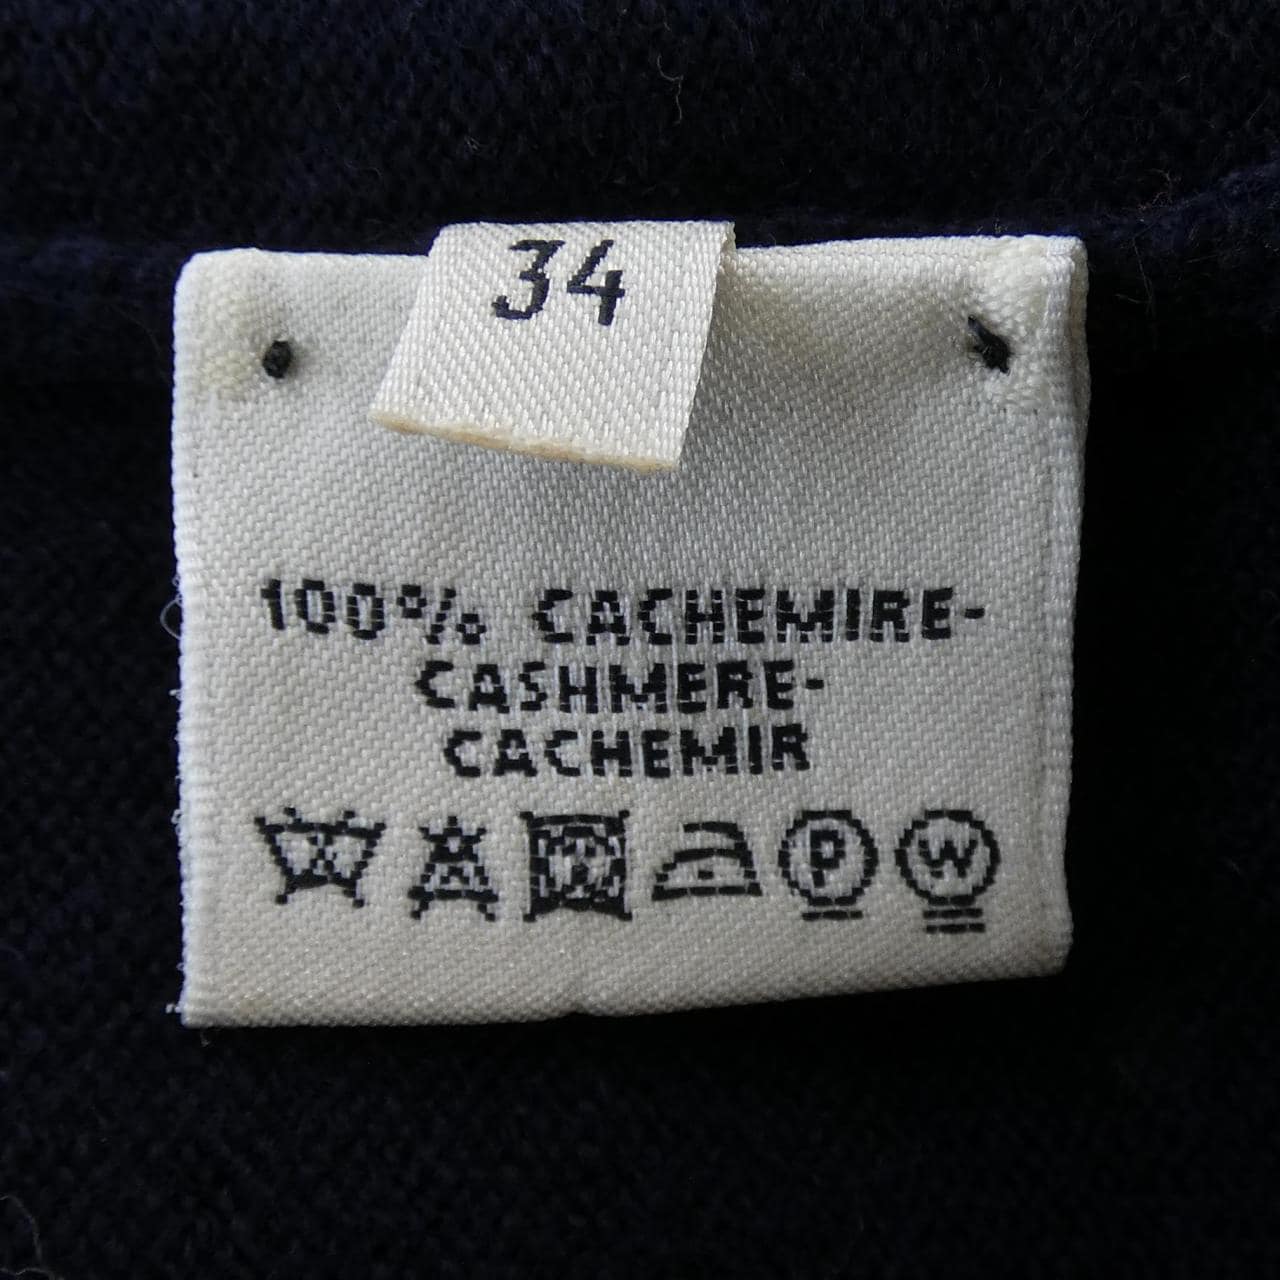 34
100% CACHEMIRE-
CASHMERE-
CACHEMIR
P W